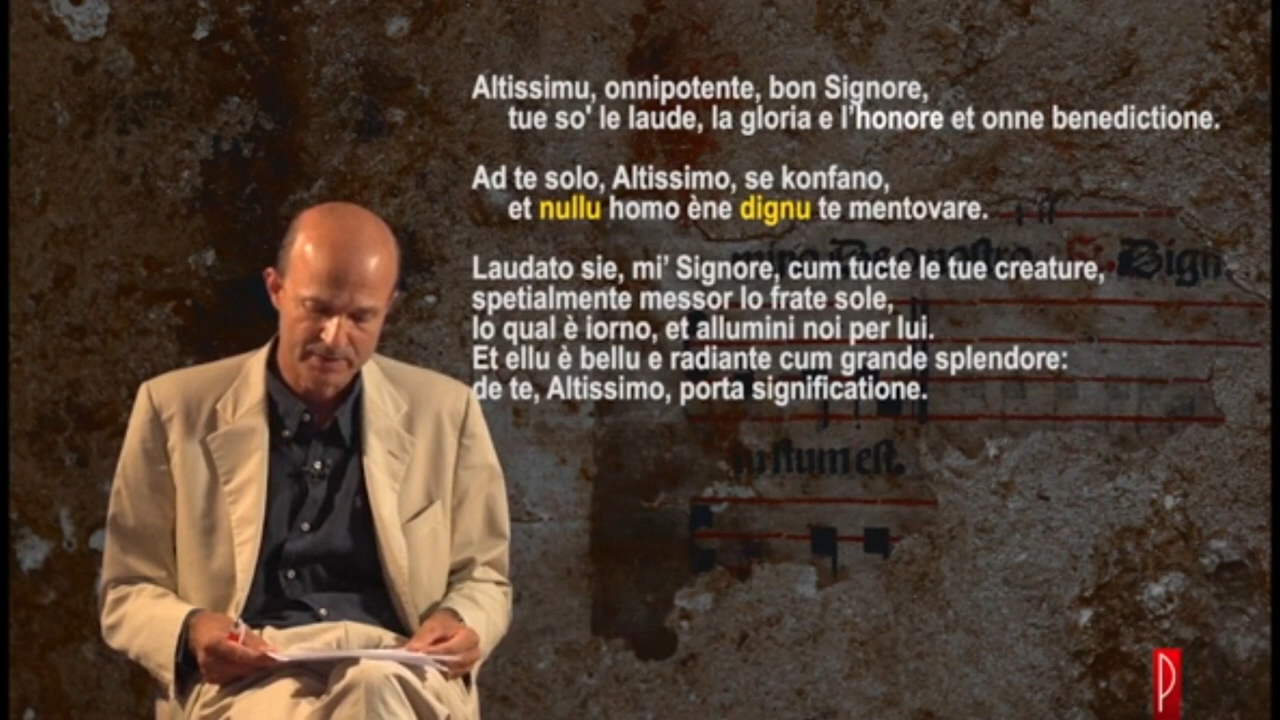 Altissimu, onnipotente, bon Signore,
tue so' le laude, la gloria e l’honore et onne benedictione.
Ad te solo, Altissimo, se konfano,
et nullu homo ène dignu te mentovare.
Laudato sie, mi’ Signore, cum tucte le tue creature,
spetialmente messor lo frate sole,
lo qual è iorno, et allumini noi per lui.
Et ellu è bellu e radiante cum grande splendore:
de te, Altissimo, porta significatione.
Dign
iustum est.
P